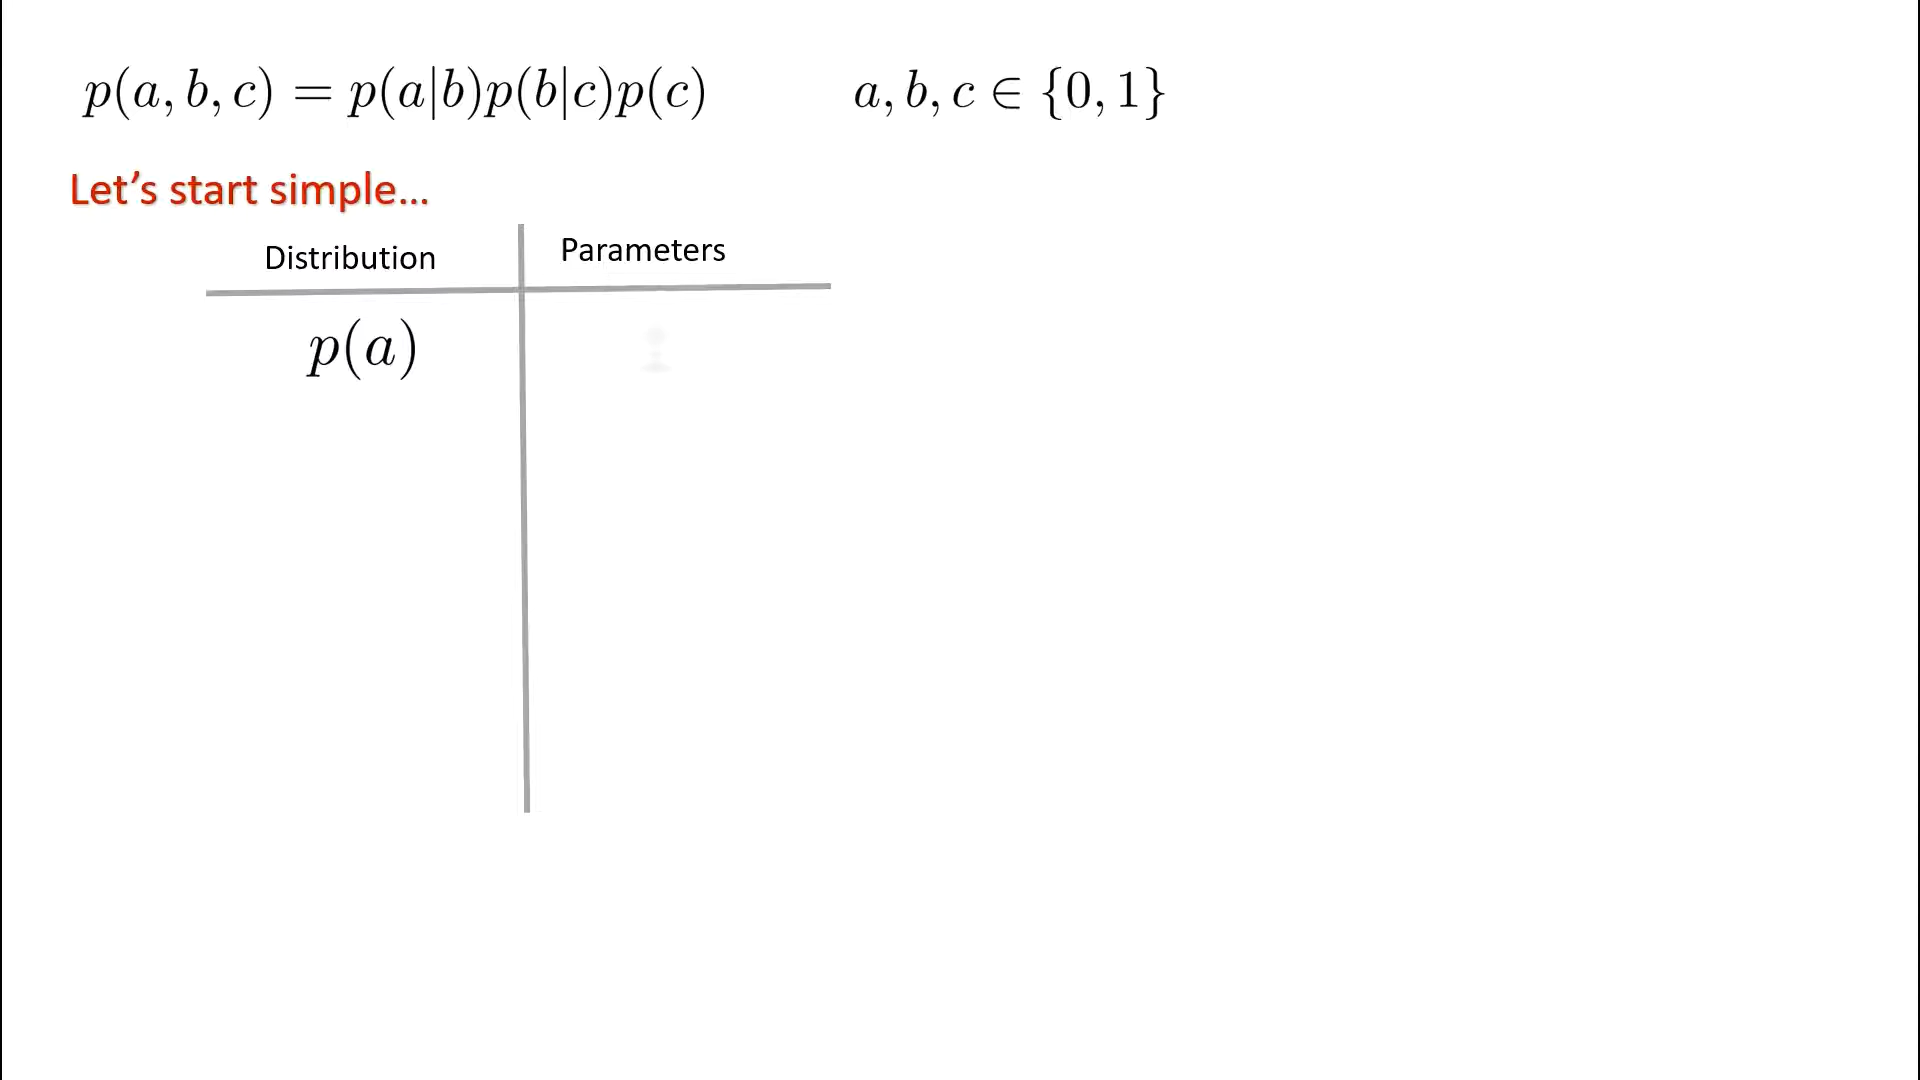 p(a, b, c) = p(a|b)p(b|c)p(c)    a, b, c ∈ {0, 1}
Let’s start simple...
Distribution    Parameters
p(a)